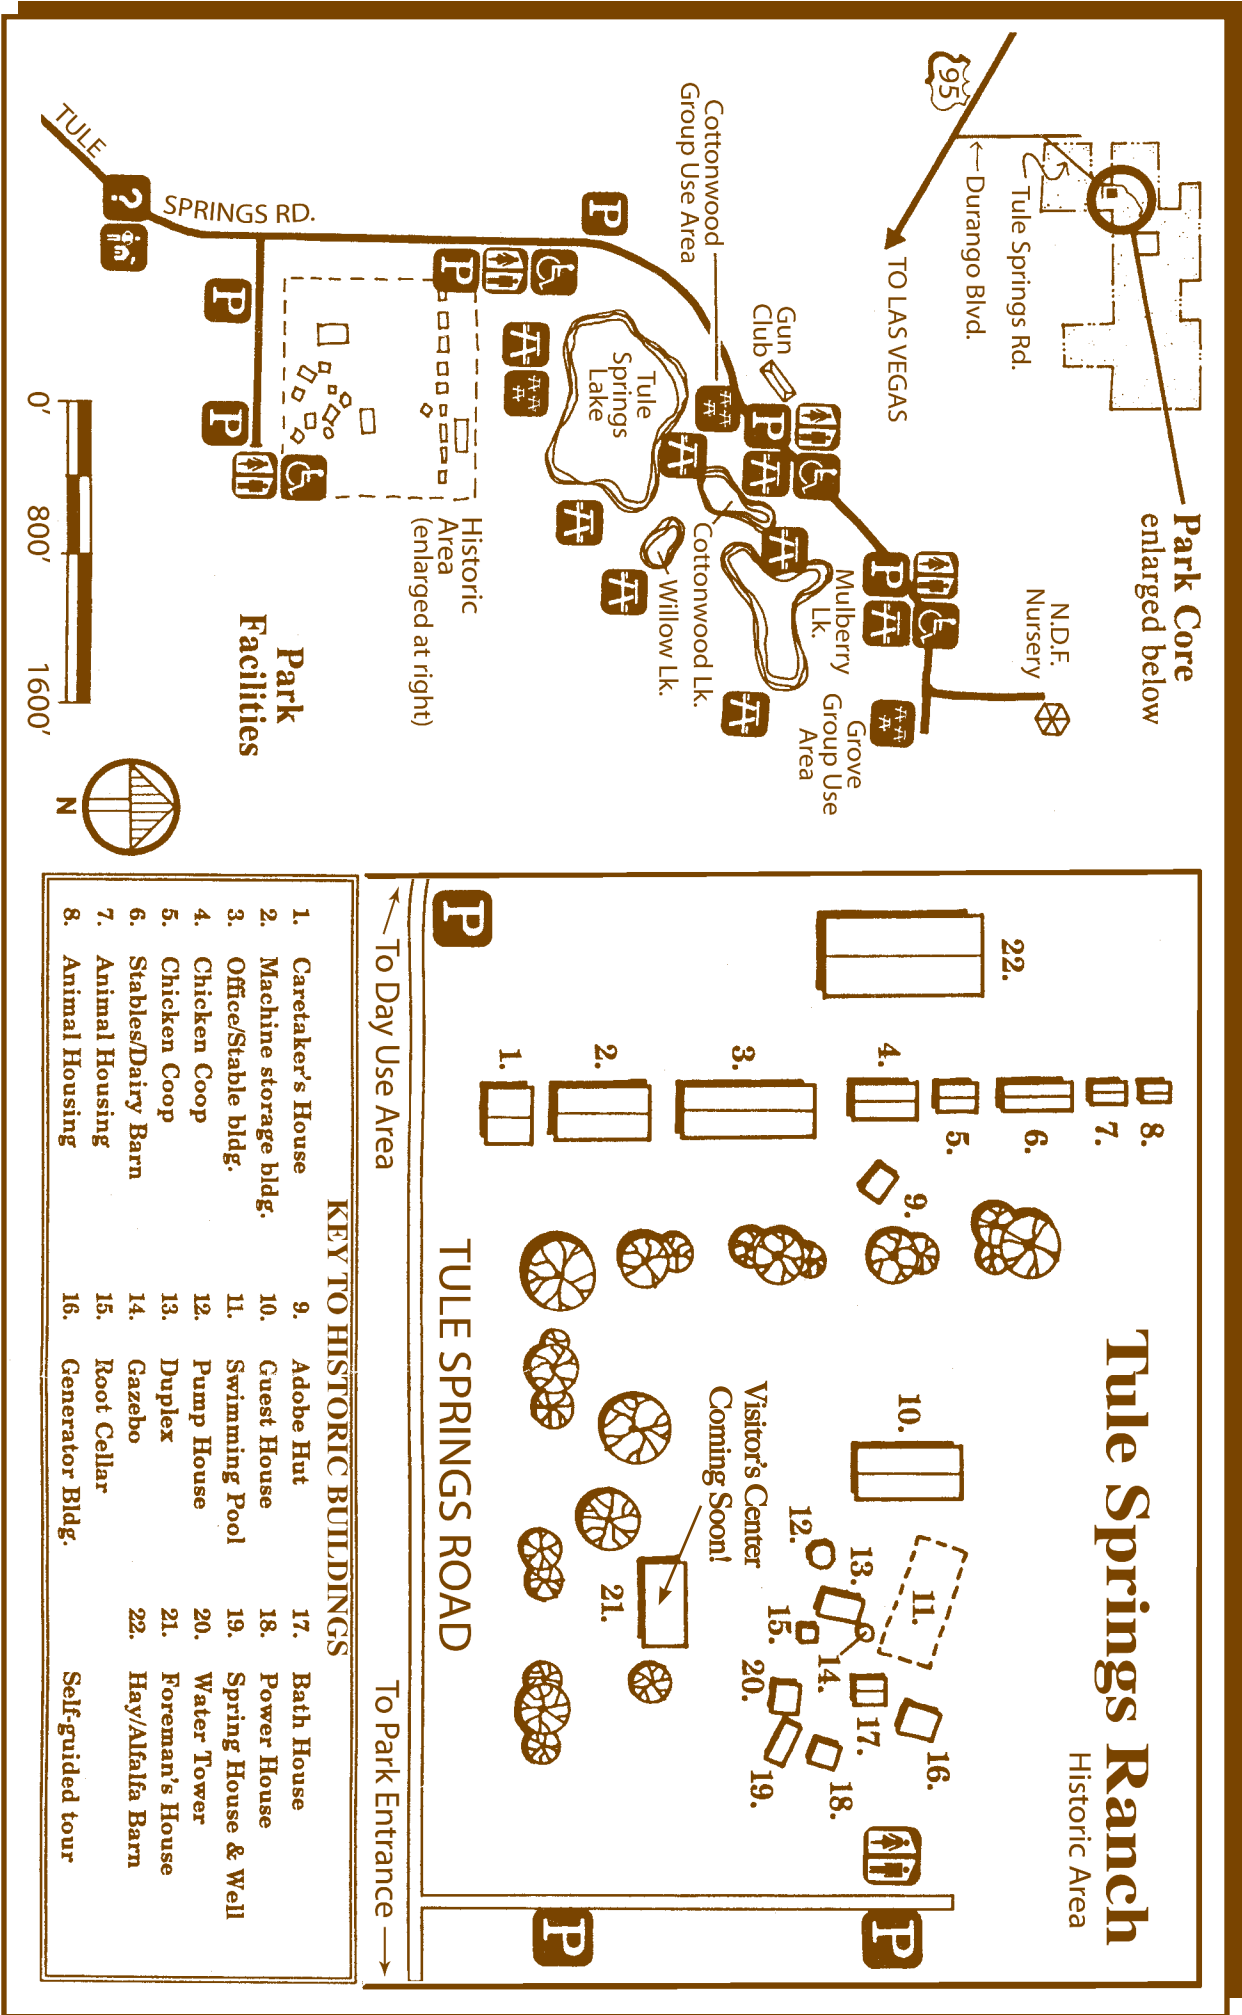 95
Tule Springs Rd.
Durango Blvd.
TO LAS VEGAS
Park Core
enlarged below
N.D.F.
Nursery
Gun
Club
Cottonwood
Group Use Area
Mulberry
Lk.
Grove
Group Use
Area
Tule
Springs
Lake
Cottonwood Lk.
Willow Lk.
P
P
P
P
P
P
Historic
Area
(enlarged at right)
TULE
SPRINGS RD.
?
Park
Facilities
0'
800'
1600'
N
Tule Springs Ranch
Historic Area
22.
8.
7.
6.
5.
4.
3.
2.
1.
9.
10.
11.
12.
13.
14.
15.
16.
17.
18.
19.
20.
21.
Visitor's Center
Coming Soon!
P
P
P
TULE SPRINGS ROAD
To Day Use Area
To Park Entrance
KEY TO HISTORIC BUILDINGS
1. Caretaker's House
2. Machine storage bldg.
3. Office/Stable bldg.
4. Chicken Coop
5. Chicken Coop
6. Stables/Dairy Barn
7. Animal Housing
8. Animal Housing
9. Adobe Hut
10. Guest House
11. Swimming Pool
12. Pump House
13. Duplex
14. Gazebo
15. Root Cellar
16. Generator Bldg.
17. Bath House
18. Power House
19. Spring House & Well
20. Water Tower
21. Foreman's House
22. Hay/Alfalfa Barn
Self-guided tour